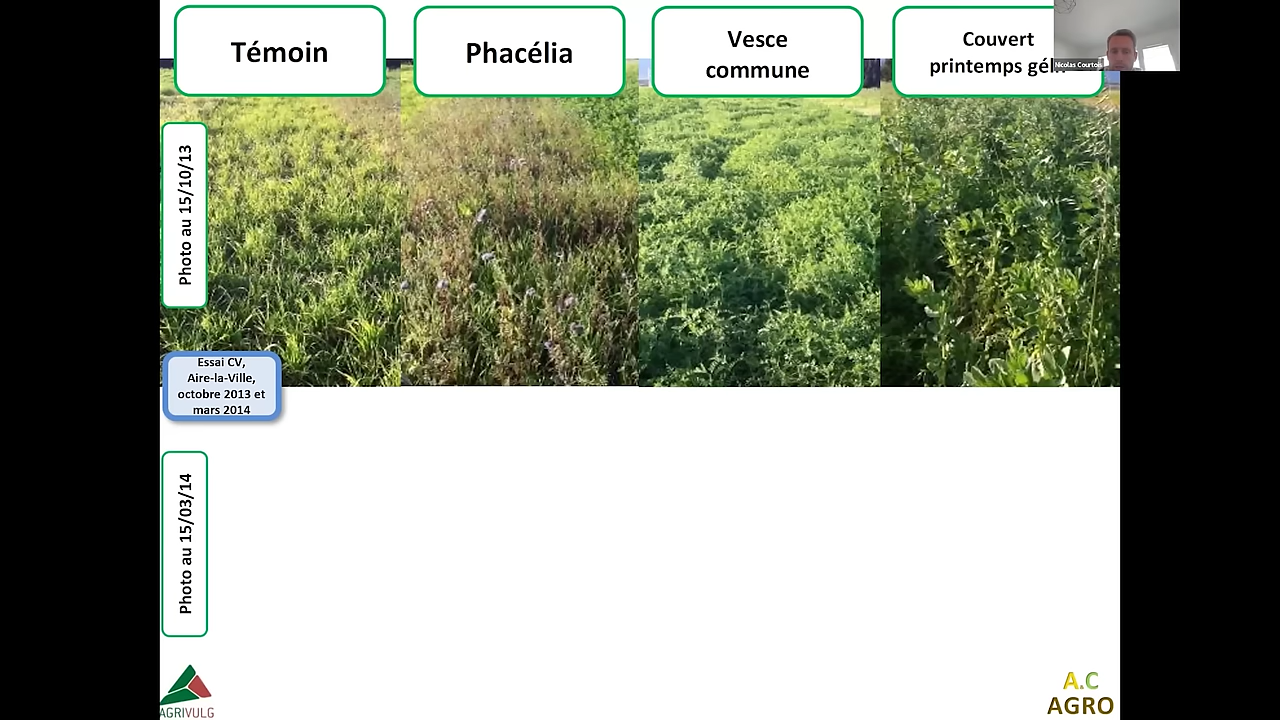 Témoin
Phacélia
Vesce
commune
Couvert
printemps
Nicolas Courtois
Photo au 15/10/13
Essai CV,
Aire-la-Ville,
octobre 2013 et
mars 2014
Photo au 15/03/14
AGRIVULG
A.C
AGRO